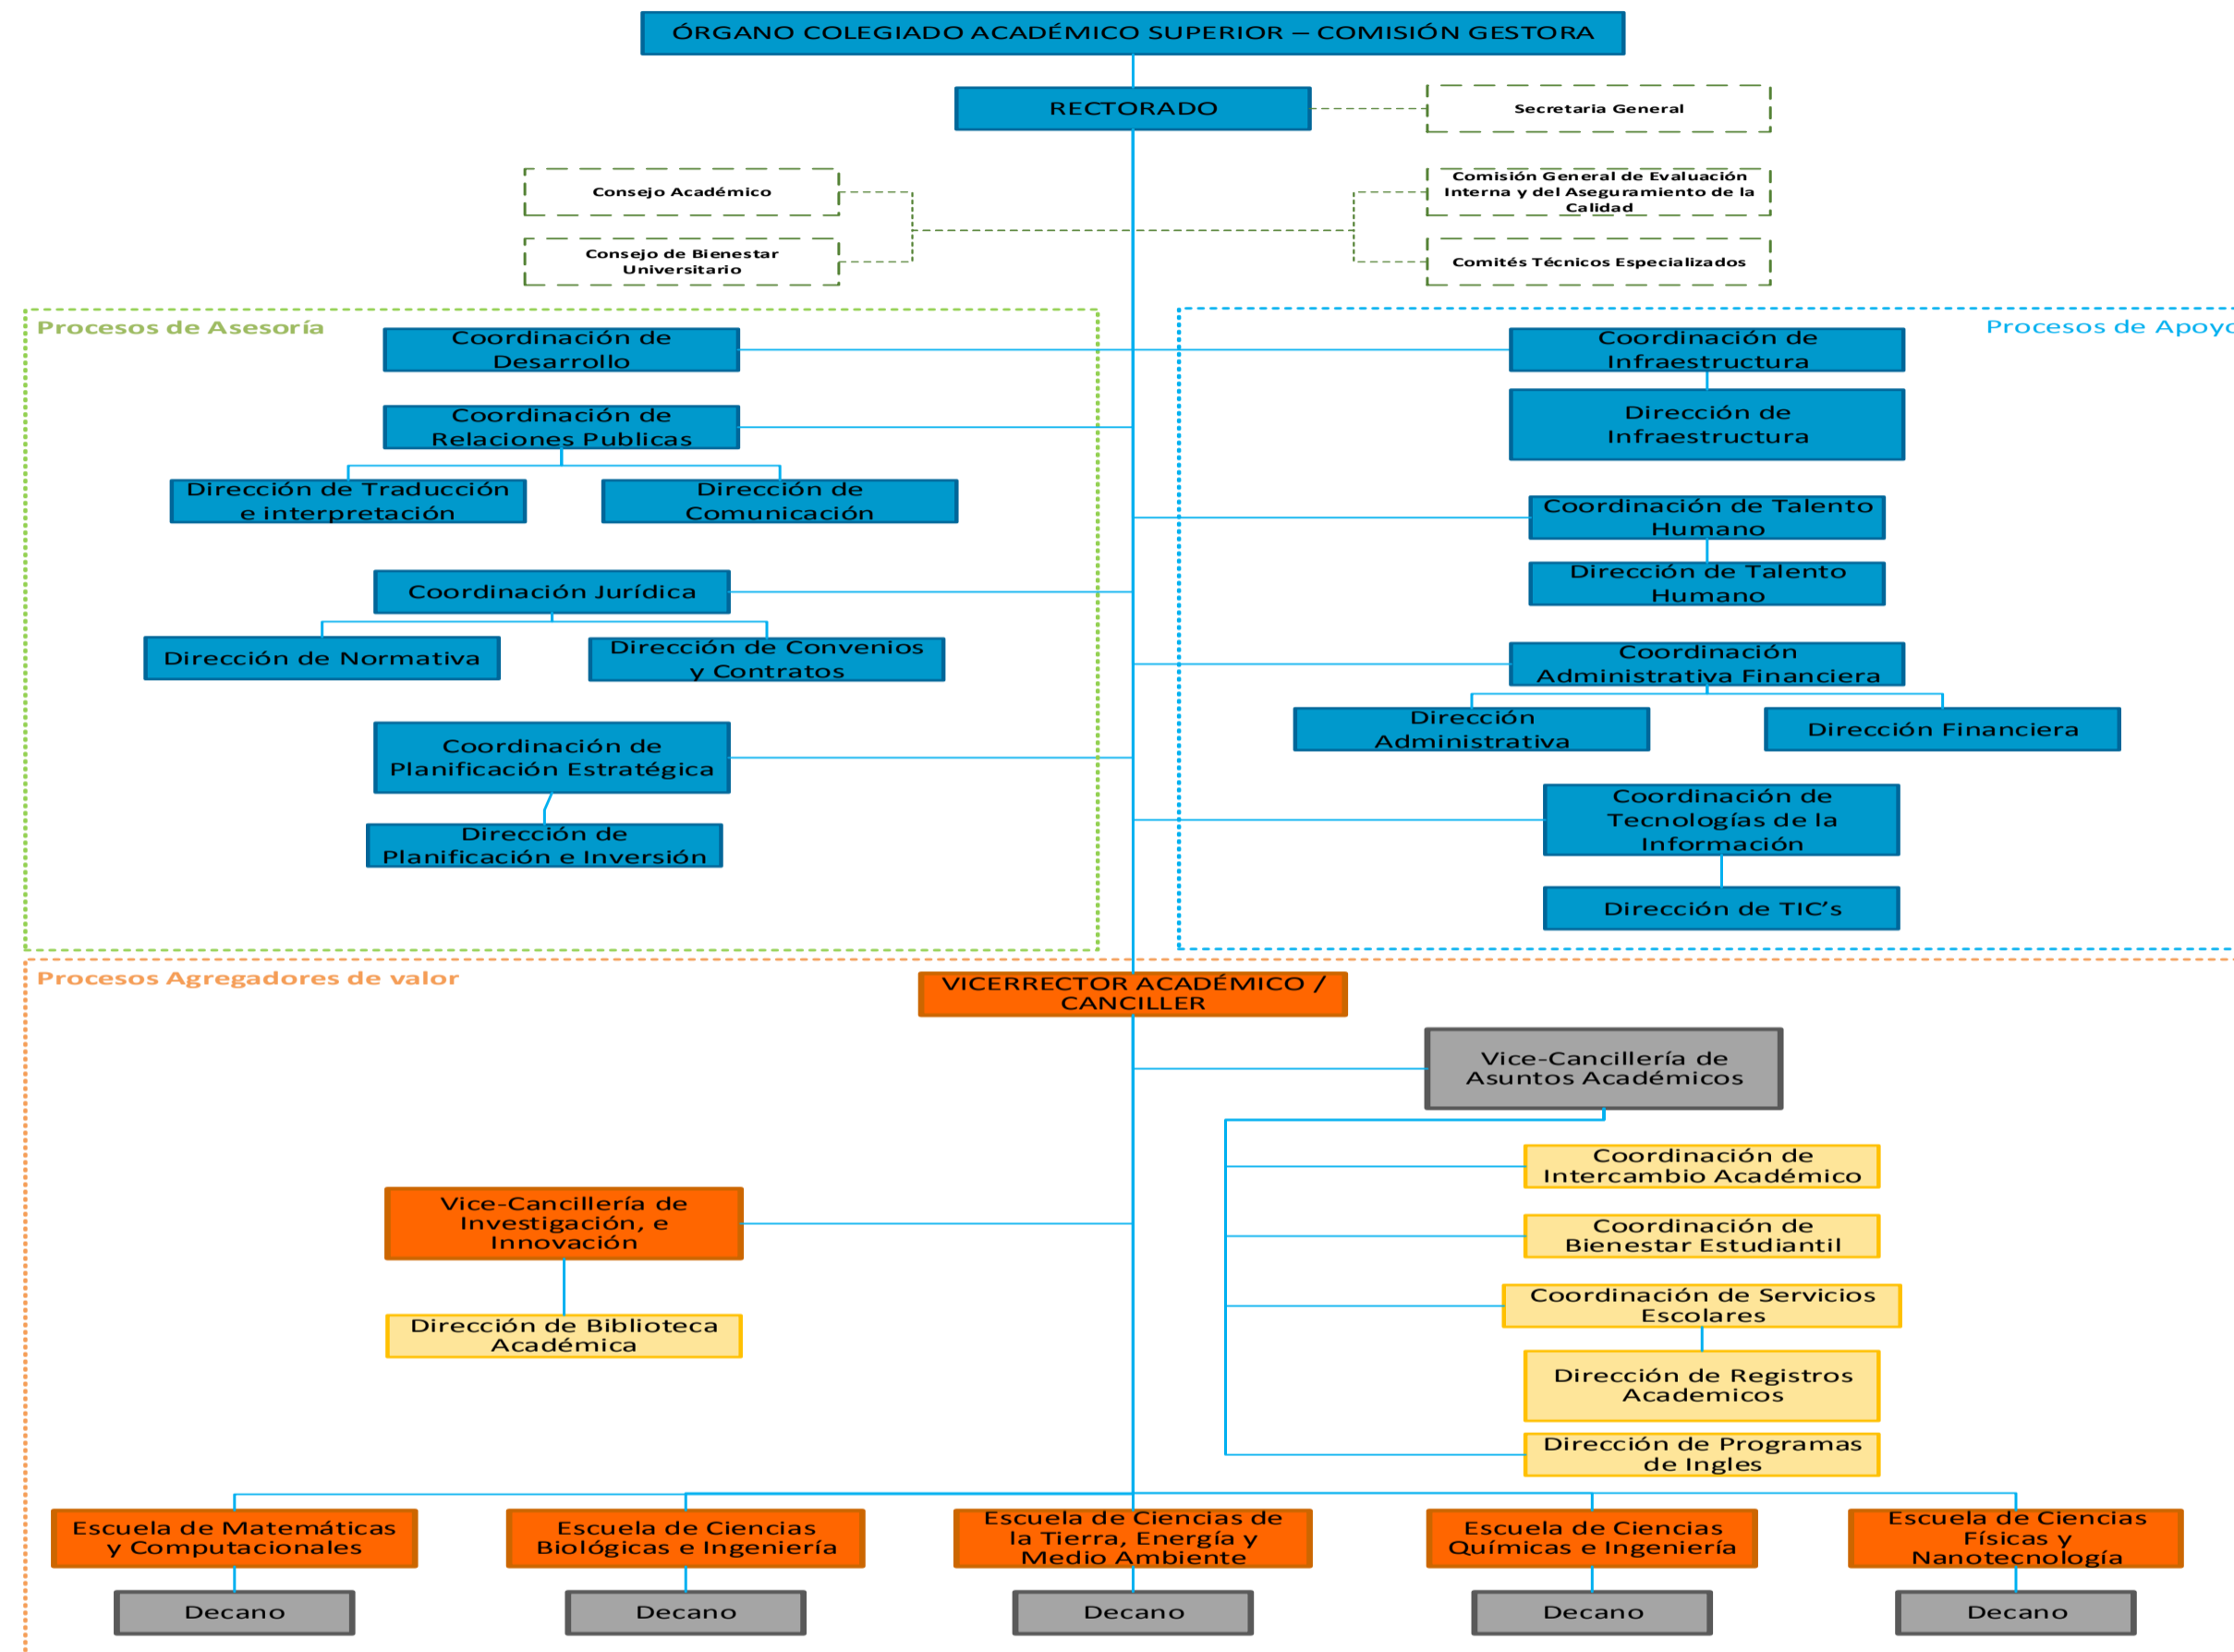 ÓRGANO COLEGIADO ACADÉMICO SUPERIOR – COMISIÓN GESTORA
RECTORADO
Secretaria General
Consejo Académico
Comisión General de Evaluación
Interna y del Aseguramiento de la
Calidad
Consejo de Bienestar
Universitario
Comités Técnicos Especializados
Procesos de Asesoría
Coordinación de
Desarrollo
Coordinación de
Relaciones Publicas
Dirección de Traducción
e interpretación
Dirección de
Comunicación
Coordinación Jurídica
Dirección de Normativa
Dirección de Convenios
y Contratos
Coordinación de
Planificación Estratégica
Dirección de
Planificación e Inversión
Procesos de Apoyo
Coordinación de
Infraestructura
Dirección de
Infraestructura
Coordinación de Talento
Humano
Dirección de Talento
Humano
Coordinación
Administrativa Financiera
Dirección
Administrativa
Dirección Financiera
Coordinación de
Tecnologías de la
Información
Dirección de TIC’s
Procesos Agregadores de valor
VICERRECTOR ACADÉMICO /
CANCILLER
Vice-Cancillería de
Asuntos Académicos
Coordinación de
Intercambio Académico
Coordinación de
Bienestar Estudiantil
Coordinación de Servicios
Escolares
Dirección de Registros
Academicos
Dirección de Programas
de Ingles
Vice-Cancillería de
Investigación, e
Innovación
Dirección de Biblioteca
Académica
Escuela de Matemáticas
y Computacionales
Escuela de Ciencias
Biológicas e Ingeniería
Escuela de Ciencias de
la Tierra, Energía y
Medio Ambiente
Escuela de Ciencias
Químicas e Ingeniería
Escuela de Ciencias
Físicas y
Nanotecnología
Decano
Decano
Decano
Decano
Decano